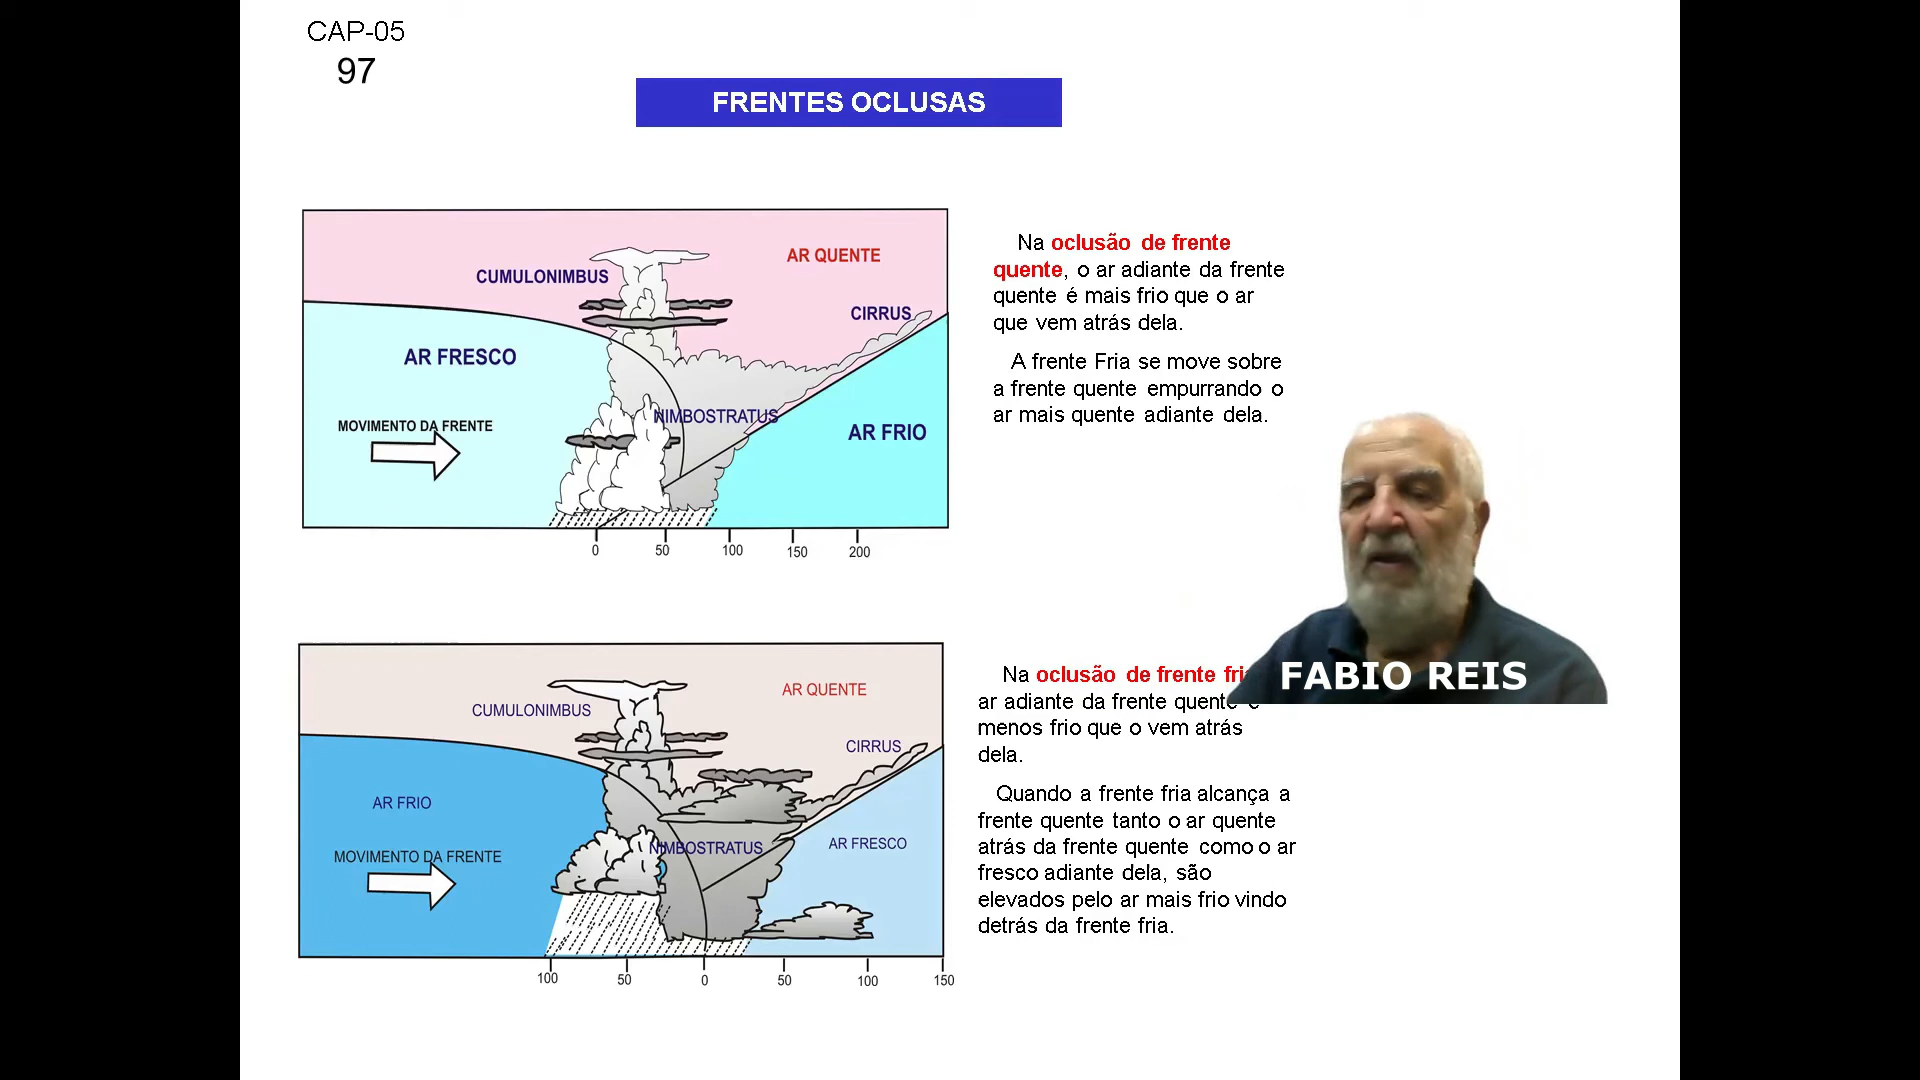 CAP-05
97
FRENTES OCLUSAS
AR QUENTE
CUMULONIMBUS
CIRRUS
AR FRESCO
NIMBOSTRATUS
MOVIMENTO DA FRENTE
AR FRIO
0 50 100 150 200
Na oclusão de frente
quente, o ar adiante da frente
quente é mais frio que o ar
que vem atrás dela.
A frente Fria se move sobre
a frente quente empurrando o
ar mais quente adiante dela.
FABIO REIS
AR QUENTE
CUMULONIMBUS
CIRRUS
AR FRIO
NIMBOSTRATUS
AR FRESCO
MOVIMENTO DA FRENTE
100 50 0 50 100 150
Na oclusão de frente
ar adiante da frente quente
menos frio que o vem atrás
dela.
Quando a frente fria alcança a
frente quente tanto o ar quente
atrás da frente quente como o ar
fresco adiante dela, são
elevados pelo ar mais frio vindo
detrás da frente fria.